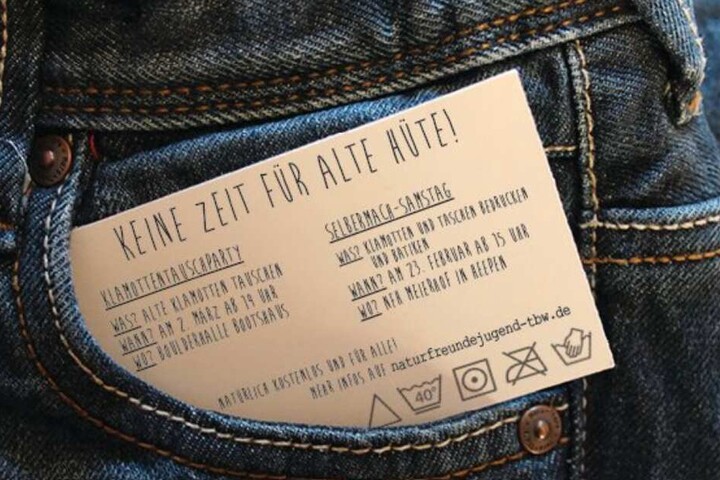 KEINE ZEIT FÜR ALTE HÜTE!
KLAMOTTENTAUSCHPARTY
WAS? ALTE KLAMOTTEN TAUSCHEN
WANN? AM 2. MÄRZ AB 19 UHR
WO? BOULDERHALLE BOOTSHAUS
SELBERMACH-SAMSTAG
WAS? KLAMOTTEN UND TASCHEN BEDRUCKEN
UND BATIKEN
WANN? AM 23. FEBRUAR AB 15 UHR
WO? NFH MEIERHOF IN HEEPEN
NATÜRLICH KOSTENLOS UND FÜR ALLE!
MEHR INFOS AUF naturfreundejugend-tbw.de
40°